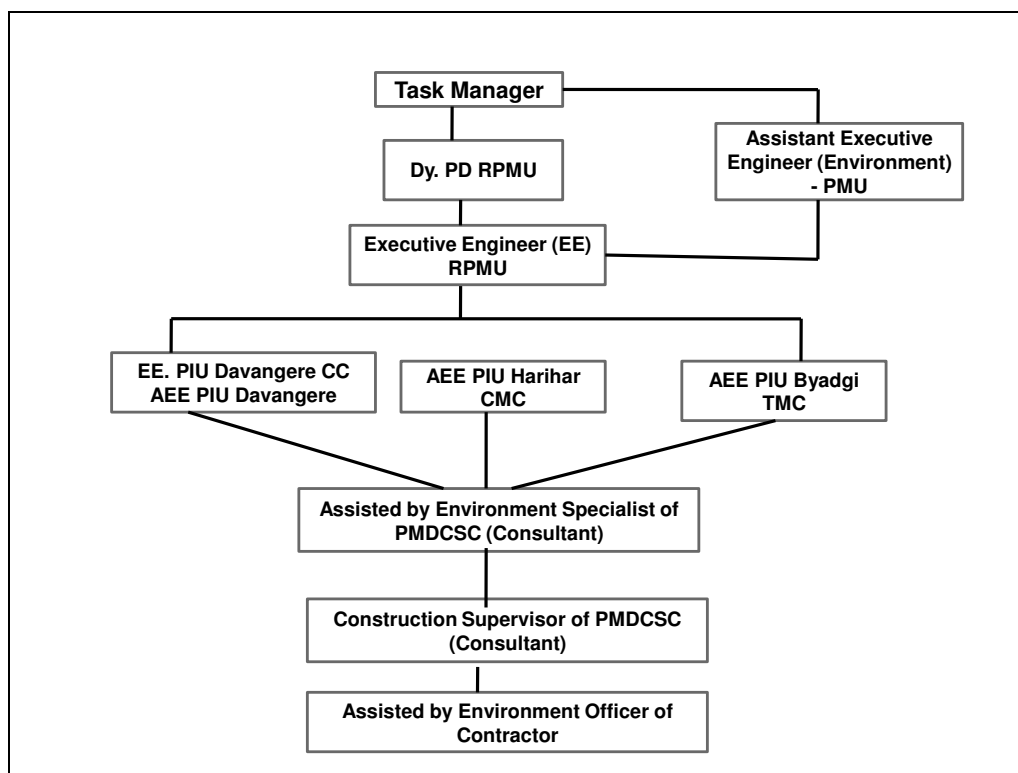 Task Manager
Assistant Executive
Engineer (Environment)
- PMU
Dy. PD RPMU
Executive Engineer (EE)
RPMU
EE. PIU Davangere CC
AEE PIU Davangere
AEE PIU Harihar
CMC
AEE PIU Byadgi
TMC
Assisted by Environment Specialist of
PMDCSC (Consultant)
Construction Supervisor of PMDCSC
(Consultant)
Assisted by Environment Officer of
Contractor